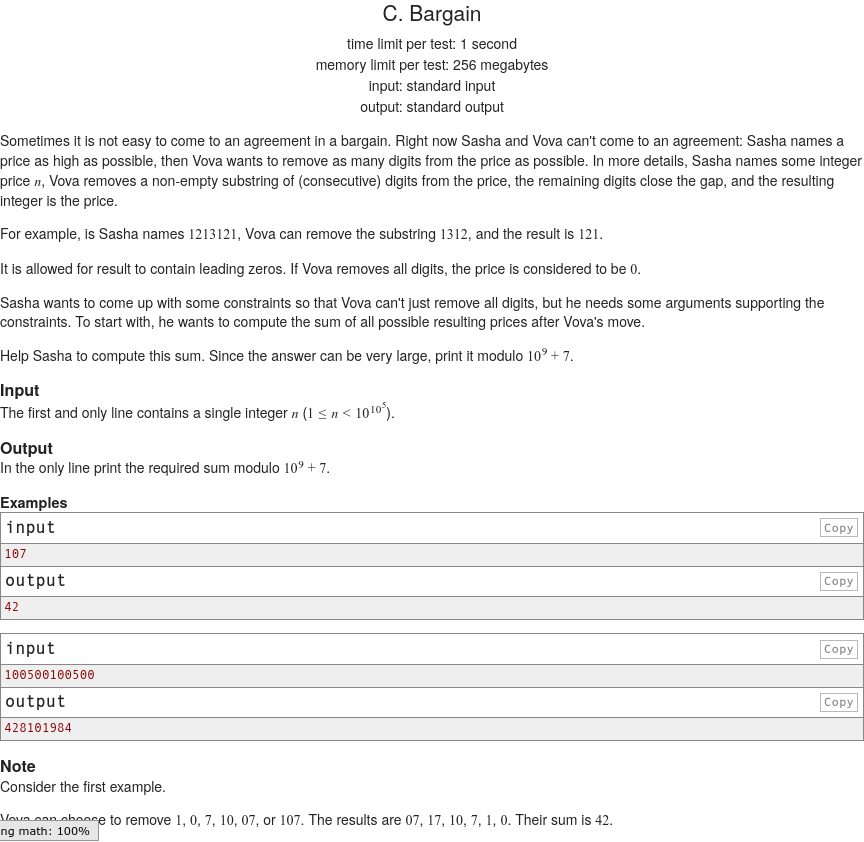 C. Bargain
time limit per test: 1 second
memory limit per test: 256 megabytes
input: standard input
output: standard output
Sometimes it is not easy to come to an agreement in a bargain. Right now Sasha and Vova can't come to an agreement: Sasha names a
price as high as possible, then Vova wants to remove as many digits from the price as possible. In more details, Sasha names some integer
price n, Vova removes a non-empty substring of (consecutive) digits from the price, the remaining digits close the gap, and the resulting
integer is the price.
For example, is Sasha names 1213121, Vova can remove the substring 1312, and the result is 121.
It is allowed for result to contain leading zeros. If Vova removes all digits, the price is considered to be 0.
Sasha wants to come up with some constraints so that Vova can't just remove all digits, but he needs some arguments supporting the
constraints. To start with, he wants to compute the sum of all possible resulting prices after Vova's move.
Help Sasha to compute this sum. Since the answer can be very large, print it modulo 10⁹ + 7.
Input
The first and only line contains a single integer n (1 ≤ n < 10^{10^5}).
Output
In the only line print the required sum modulo 10⁹ + 7.
Examples
input Copy
107
output Copy
42
input Copy
100500100500
output Copy
428101984
Note
Consider the first example.
to remove 1, 0, 7, 10, 07, or 107. The results are 07, 17, 10, 7, 1, 0. Their sum is 42.
ng math: 100%